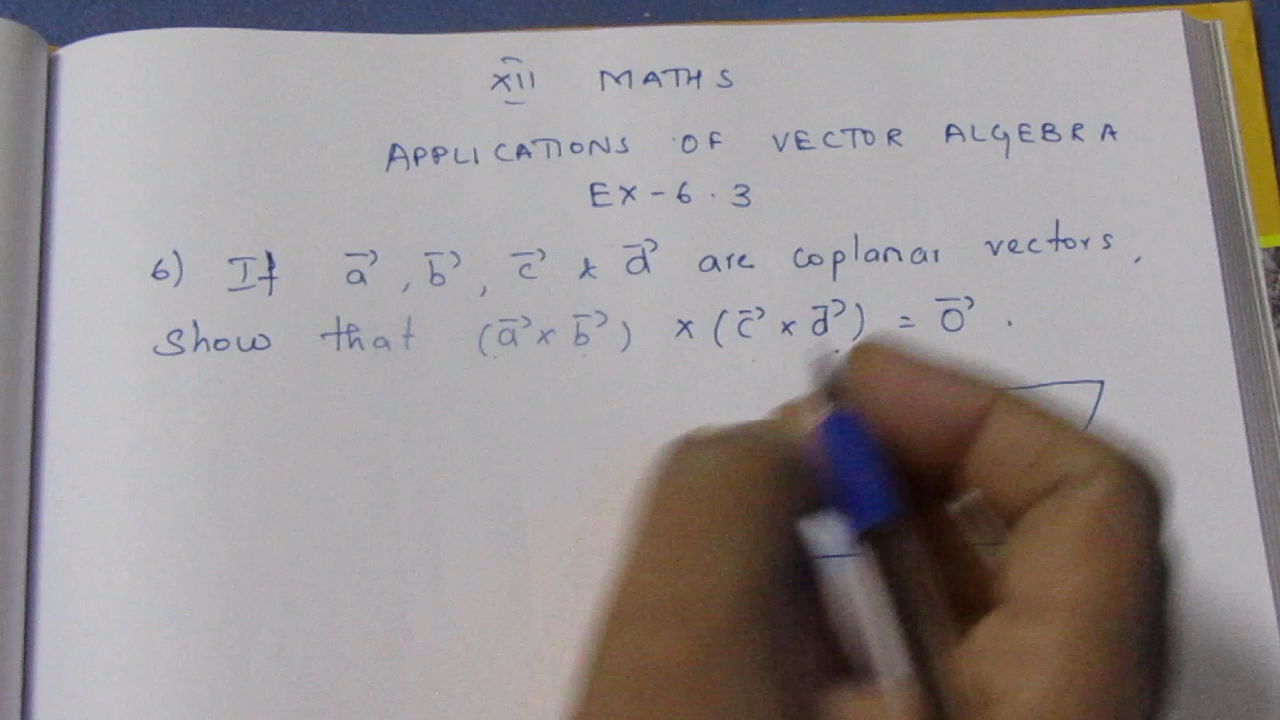 XII MATHS
APPLICATIONS OF VECTOR ALGEBRA
EX-6.3
6) If a⃗, b⃗, c⃗ & d⃗ are coplanar vectors,
show that (a⃗ × b⃗) × (c⃗ × d⃗) = 0⃗.